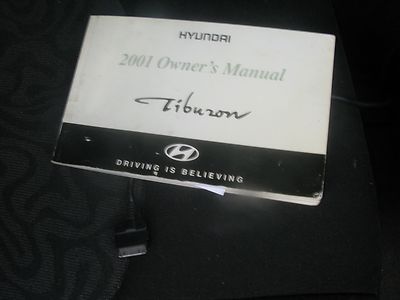 HYUNDAI
2001 Owner's Manual
Tiburon
DRIVING IS BELIEVING